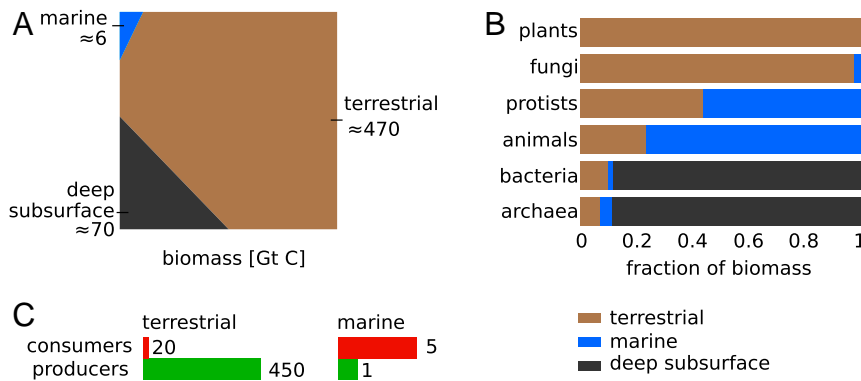 A
marine
≈6
terrestrial
≈470
deep
subsurface
≈70
biomass [Gt C]
B
plants
fungi
protists
animals
bacteria
archaea
0 0.2 0.4 0.6 0.8 1
fraction of biomass
terrestrial
marine
deep subsurface
C
terrestrial marine
consumers 20 5
producers 450 1